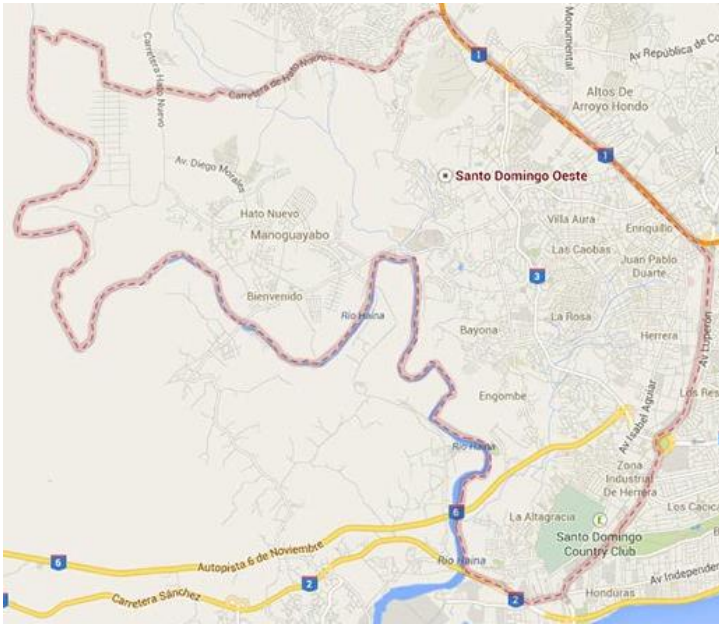 1
Monumental
Av República de Co
Carretera de Hato Nuevo
Carretera Hato Nuevo
Altos De
Arroyo Hondo
1
Av. Diego Morales
Santo Domingo Oeste
Hato Nuevo
Villa Aura
Enriquillo
Manoguayabo
Las Caobas
Juan Pablo
Duarte
3
Bienvenido
Río Haina
La Rosa
Bayona
Herrera
Av Luperón
Engombe
Los Res
Av Isabel Aguiar
Río Haina
Zona
Industrial
De Herrera
6
La Altagracia
Los Cacica
E
Santo Domingo
Country Club
B
Autopista 6 de Noviembre
6
Río Haina
2
Av Independen
Carretera Sánchez
2
Honduras